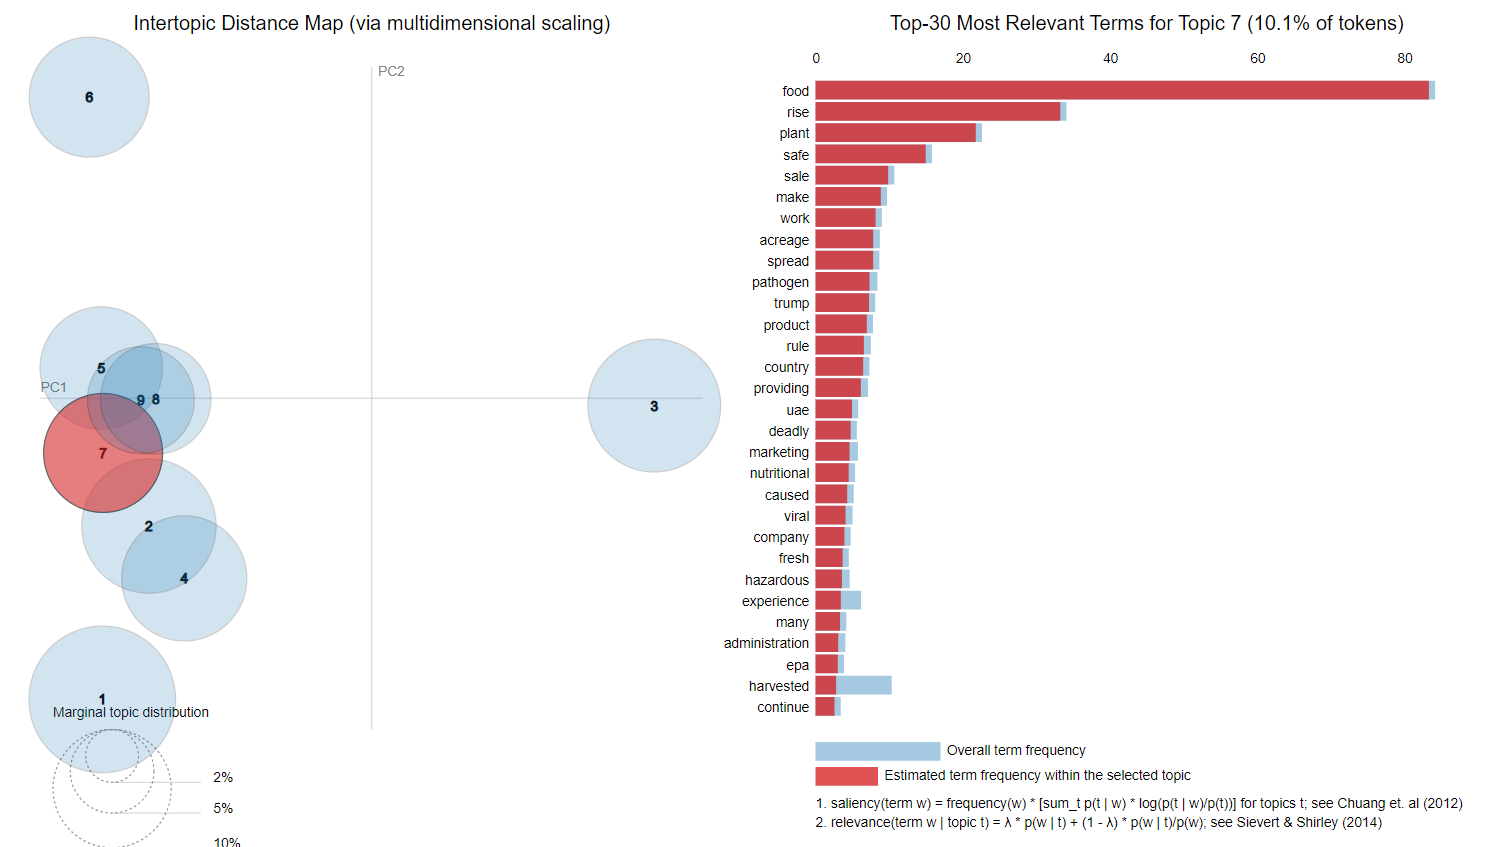 Intertopic Distance Map (via multidimensional scaling)
PC2
6
5
PC1
9 8
3
7
2
4
1
Marginal topic distribution
2%
5%
10%
Top-30 Most Relevant Terms for Topic 7 (10.1% of tokens)
0 20 40 60 80
food
rise
plant
safe
sale
make
work
acreage
spread
pathogen
trump
product
rule
country
providing
uae
deadly
marketing
nutritional
caused
viral
company
fresh
hazardous
experience
many
administration
epa
harvested
continue
Overall term frequency
Estimated term frequency within the selected topic
1. saliency(term w) = frequency(w) * [sum_t p(t | w) * log(p(t | w)/p(t))] for topics t; see Chuang et. al (2012)
2. relevance(term w | topic t) = λ * p(w | t) + (1 - λ) * p(w | t)/p(w); see Sievert & Shirley (2014)